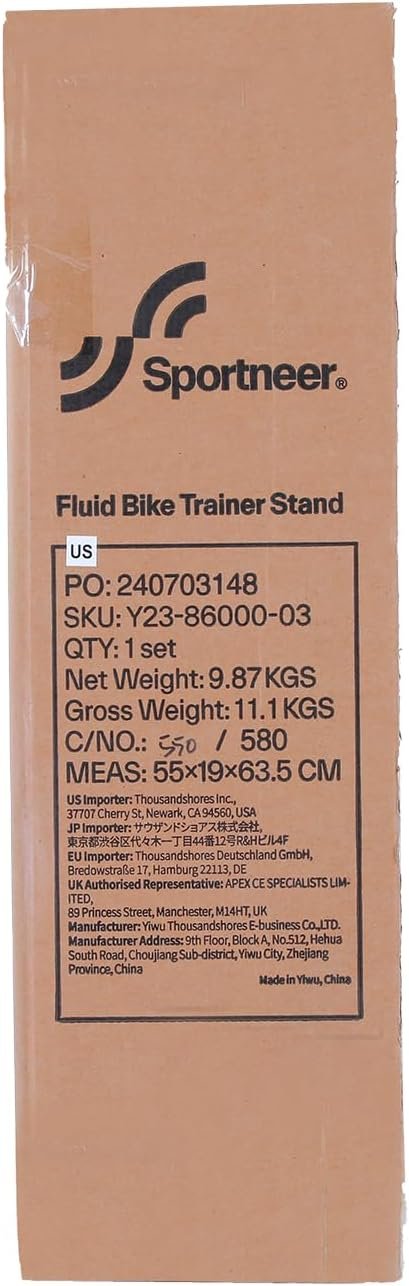 Sportneer®
Fluid Bike Trainer Stand
US
PO: 240703148
SKU: Y23-86000-03
QTY: 1 set
Net Weight: 9.87 KGS
Gross Weight: 11.1 KGS
C/NO.: 550 / 580
MEAS: 55×19×63.5 CM
US Importer: Thousandshores Inc.,
37707 Cherry St, Newark, CA 94560, USA
JP Importer: サウザンドショアス株式会社,
東京都渋谷区代々木一丁目44番12号R&Hビル4F
EU Importer: Thousandshores Deutschland GmbH,
Bredowstraße 17, Hamburg 22113, DE
UK Authorised Representative: APEX CE SPECIALISTS LIM-
ITED,
89 Princess Street, Manchester, M14HT, UK
Manufacturer: Yiwu Thousandshores E-business Co.,LTD.
Manufacturer Address: 9th Floor, Block A, No.512, Hehua
South Road, Choujiang Sub-district, Yiwu City, Zhejiang
Province, China
Made in Yiwu, China